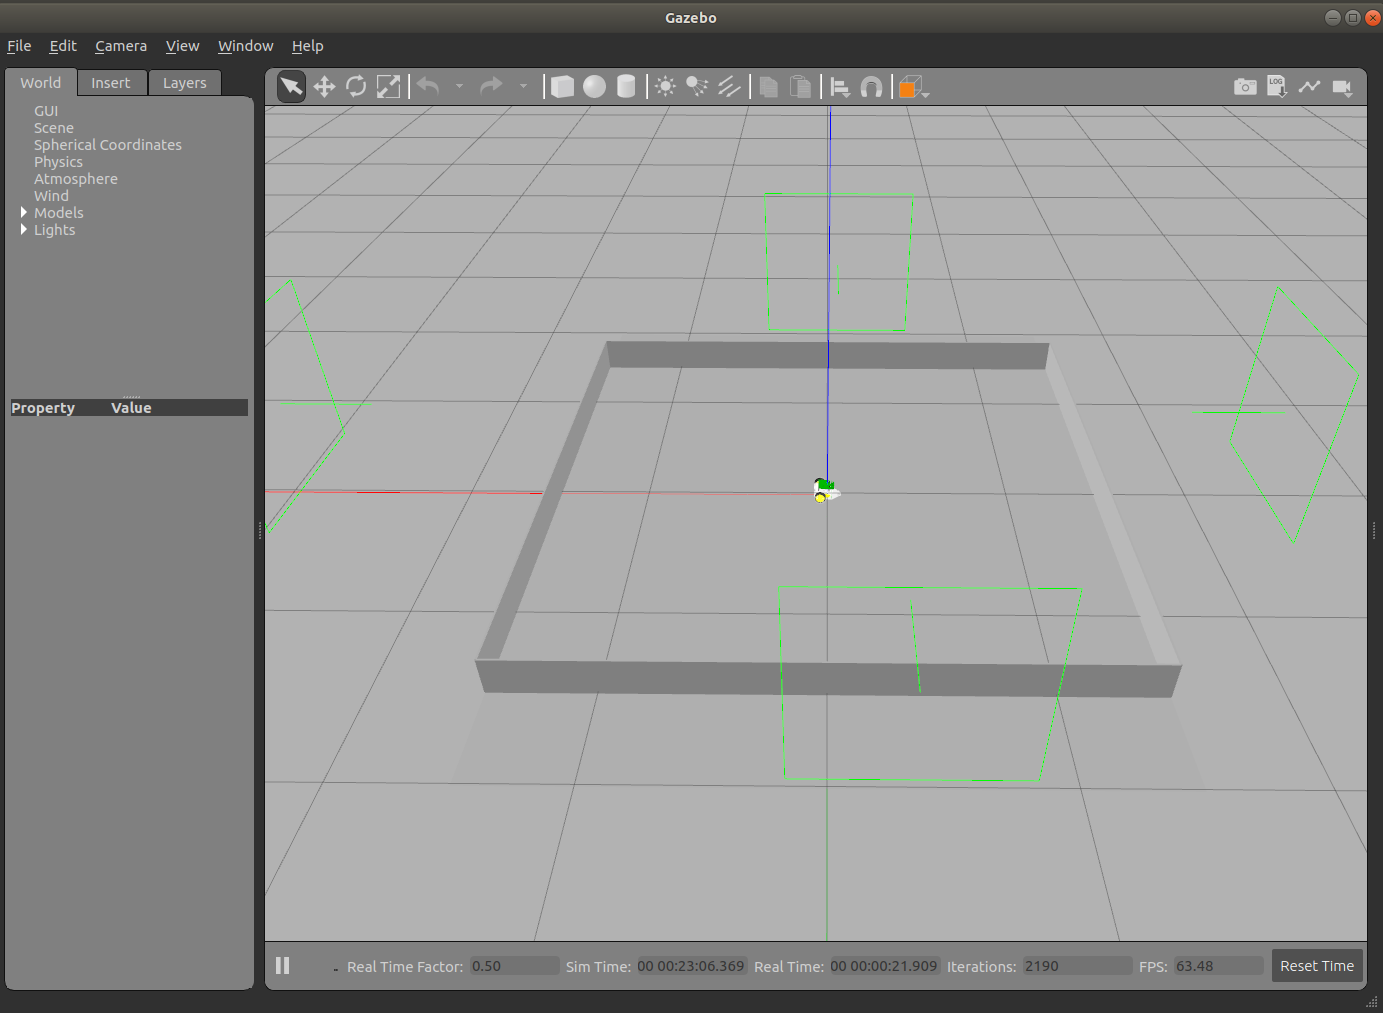 Gazebo
File Edit Camera View Window Help
World Insert Layers
LOG
GUI
Scene
Spherical Coordinates
Physics
Atmosphere
Wind
Models
Lights
Property Value
Real Time Factor: 0.50 Sim Time: 00 00:23:06.369 Real Time: 00 00:00:21.909 Iterations: 2190 FPS: 63.48 Reset Time